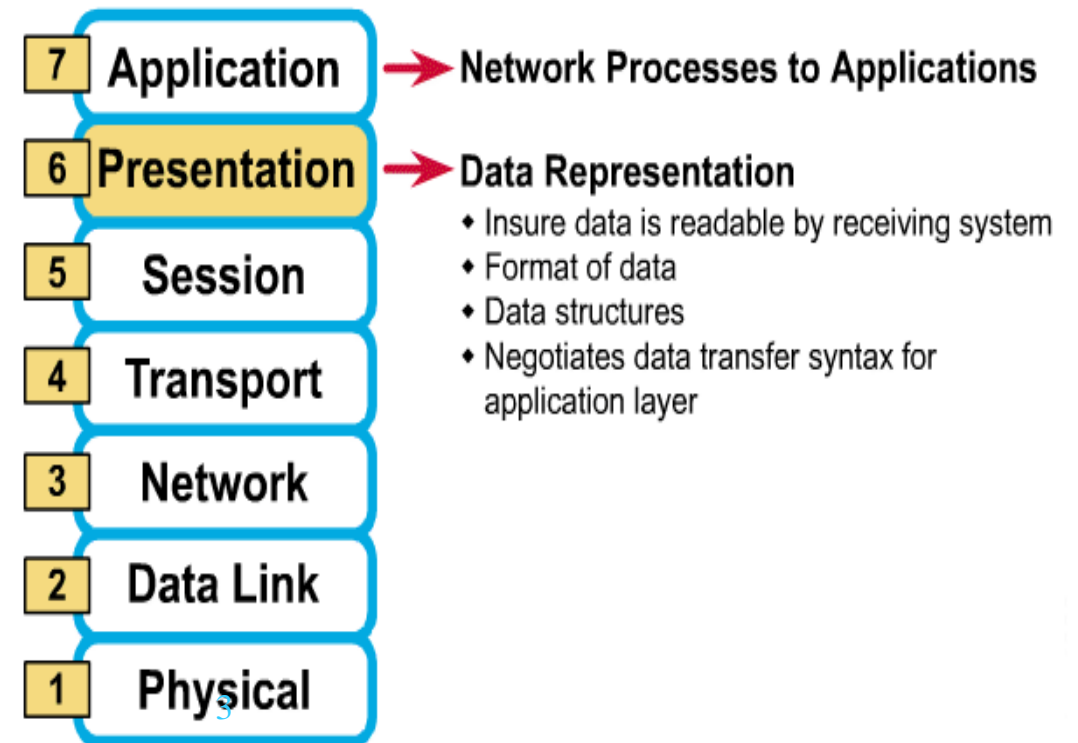 7 Application Network Processes to Applications
6 Presentation Data Representation
◆ Insure data is readable by receiving system
5 Session
◆ Format of data
◆ Data structures
4 Transport
◆ Negotiates data transfer syntax for
application layer
3 Network
2 Data Link
1 Physical
3